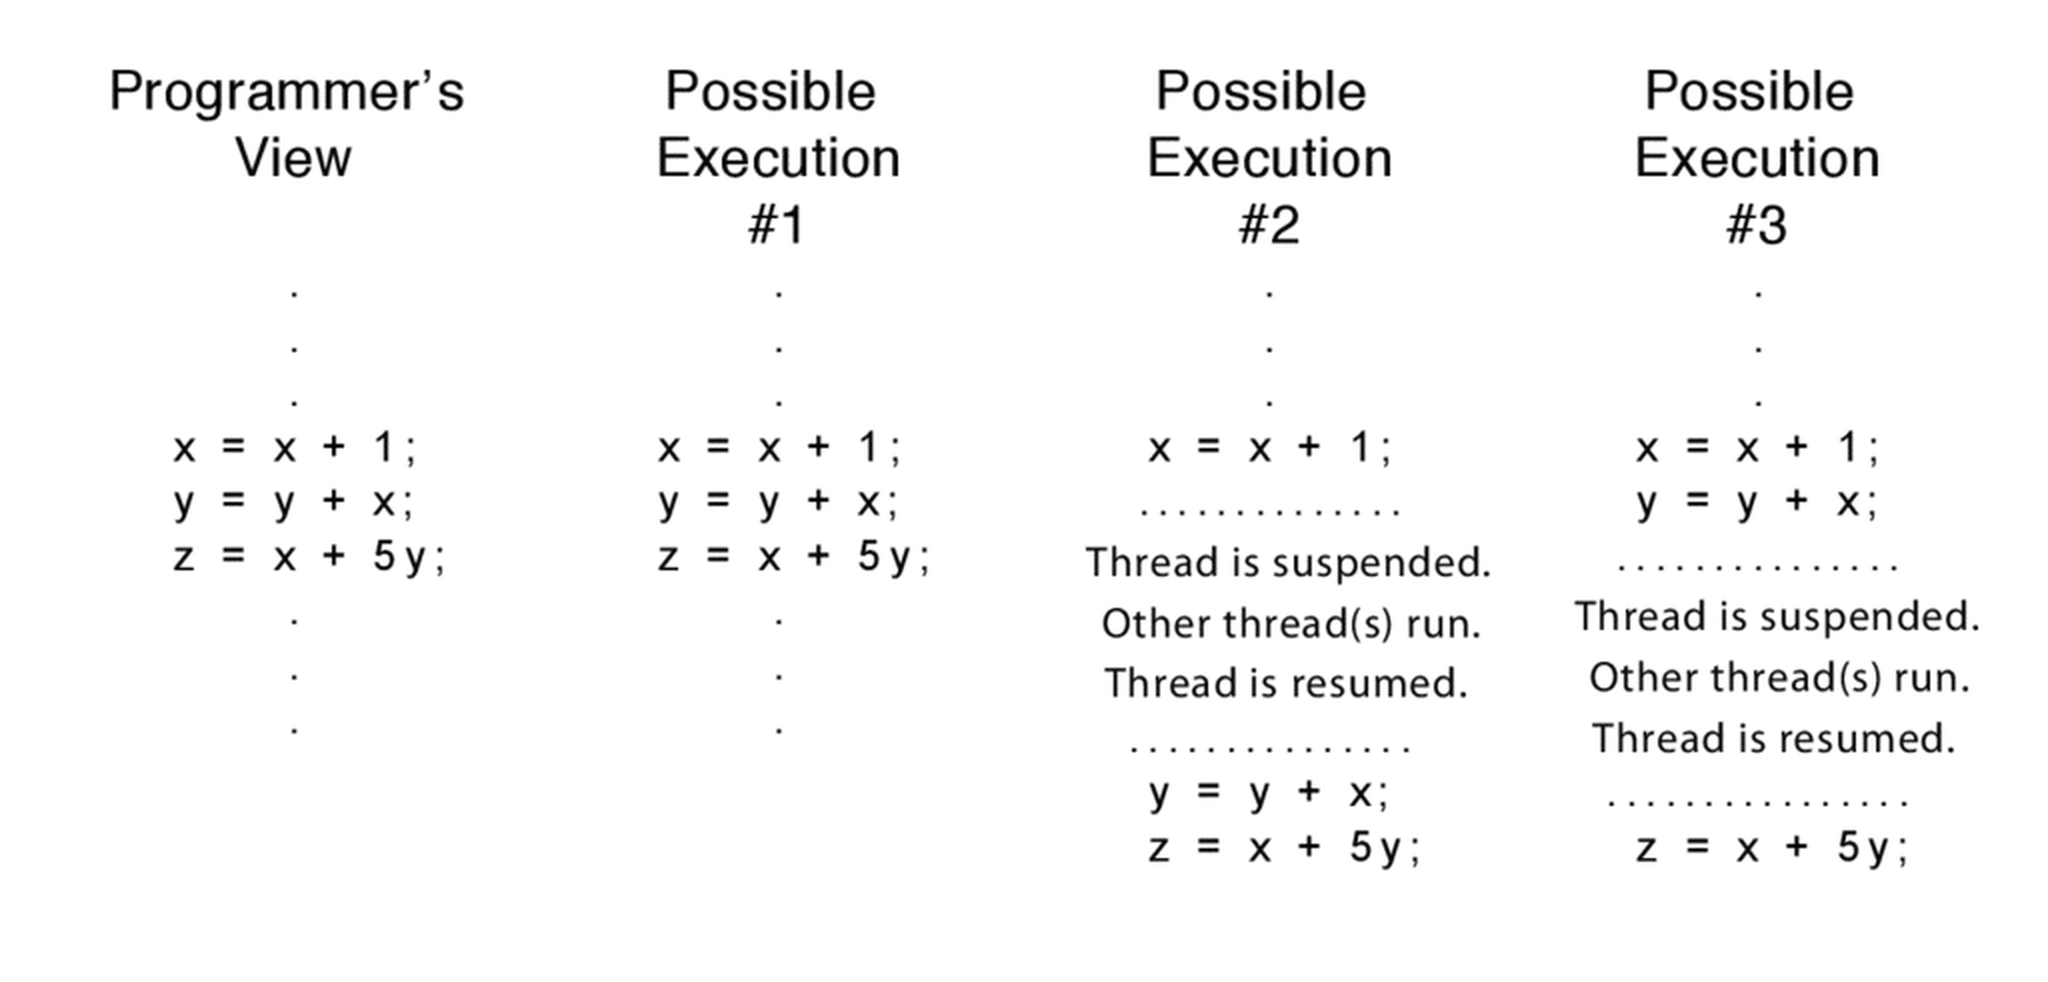 Programmer's
View
.
.
.
x = x + 1;
y = y + x;
z = x + 5y;
.
.
.
Possible
Execution
#1
.
.
.
x = x + 1;
y = y + x;
z = x + 5y;
.
.
.
Possible
Execution
#2
.
.
.
x = x + 1;
..............
Thread is suspended.
Other thread(s) run.
Thread is resumed.
...............
y = y + x;
z = x + 5y;
Possible
Execution
#3
.
.
.
x = x + 1;
y = y + x;
...............
Thread is suspended.
Other thread(s) run.
Thread is resumed.
................
z = x + 5y;